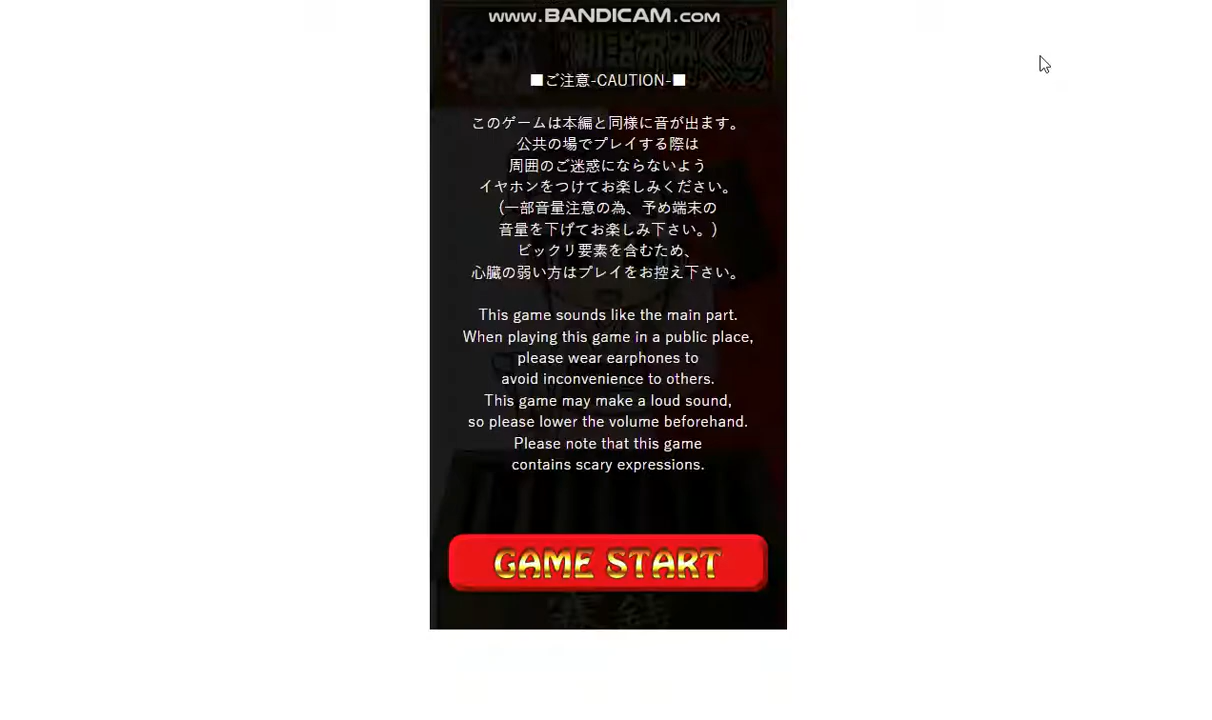 www.BANDICAM.com
■ご注意-CAUTION-■
このゲームは本編と同様に音が出ます。
公共の場でプレイする際は
周囲のご迷惑にならないよう
イヤホンをつけてお楽しみください。
(一部音量注意の為、予め端末の
音量を下げてお楽しみ下さい。)
ビックリ要素を含むため、
心臓の弱い方はプレイをお控え下さい。
This game sounds like the main part.
When playing this game in a public place,
please wear earphones to
avoid inconvenience to others.
This game may make a loud sound,
so please lower the volume beforehand.
Please note that this game
contains scary expressions.
GAME START